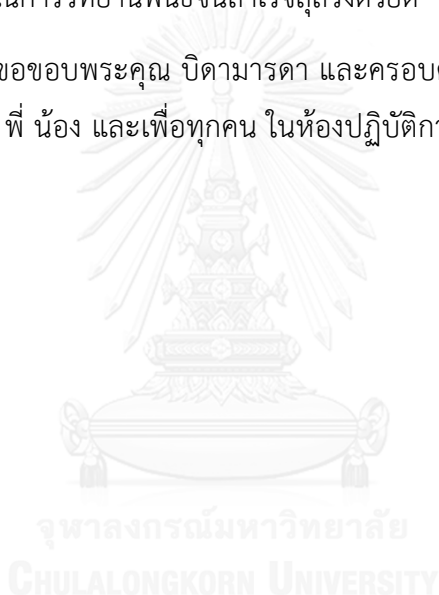 ขอขอบพระคุณ บิดามารดา และครอบ
พี่ น้อง และเพื่อทุกคน ในห้องปฏิบัติกา
จุฬาลงกรณ์มหาวิทยาลัย
CHULALONGKORN UNIVERSITY